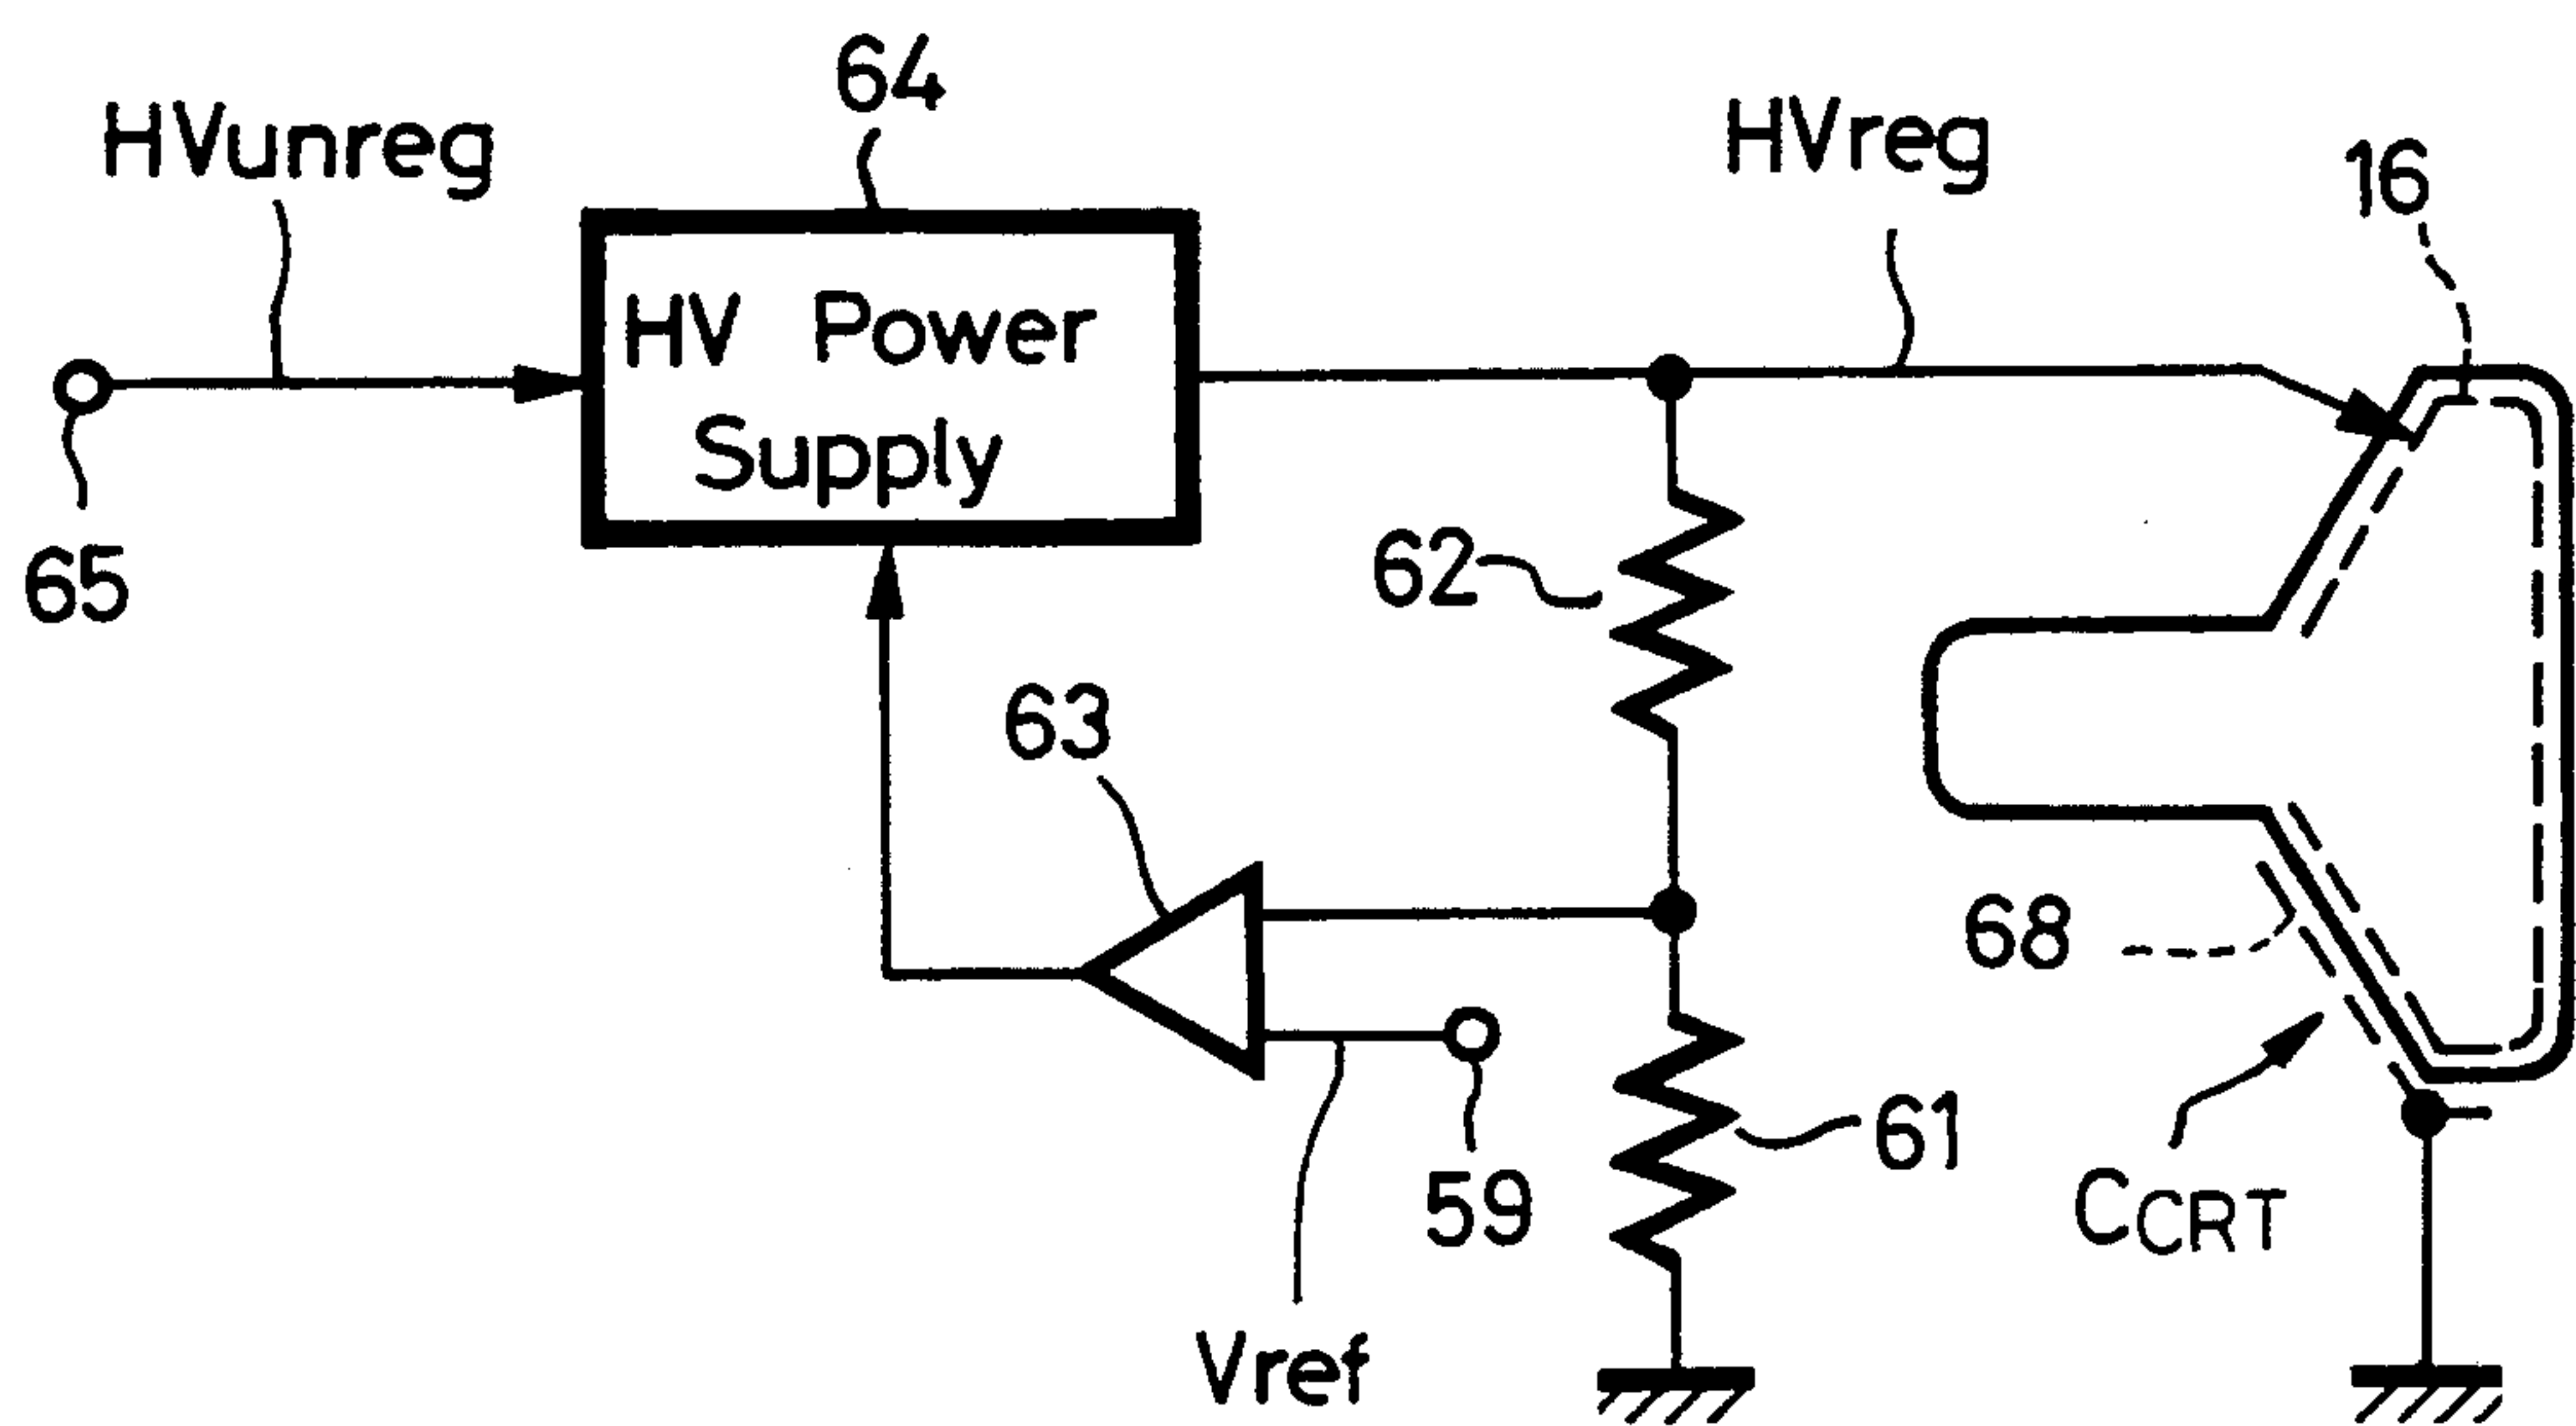 64
HVunreg
HVreg
16
HV Power
Supply
65
62
63
68
61
59
CCRT
Vref